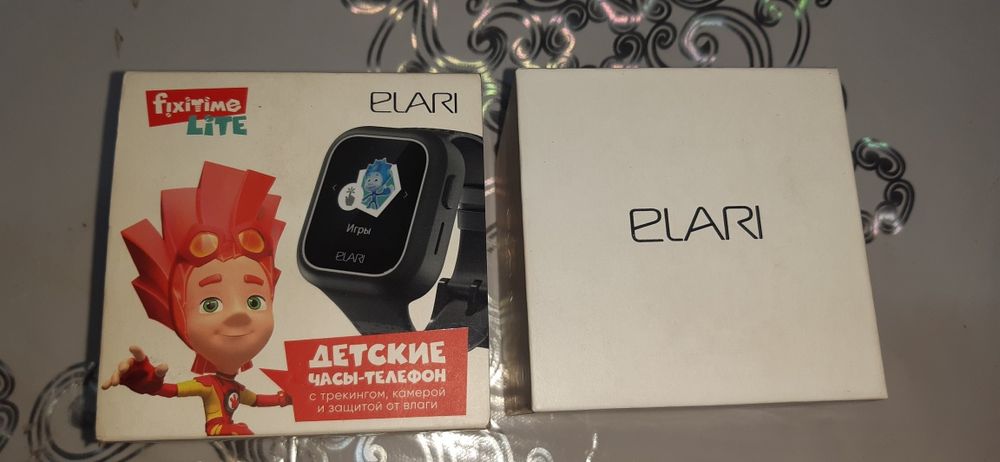 fixiTime
LiTE
ELARI
Игры
ELARI
ДЕТСКИЕ
ЧАСЫ-ТЕЛЕФОН
с трекингом, камерой
и защитой от влаги
ELARI